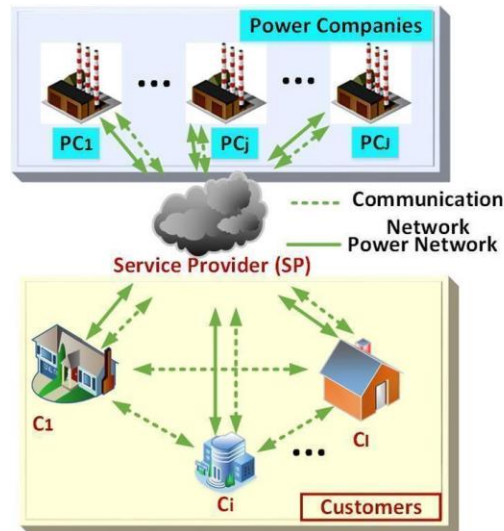 Power Companies
PC1
PCj
PCJ
Communication
Network
Power Network
Service Provider (SP)
C1
Ci
CI
Customers